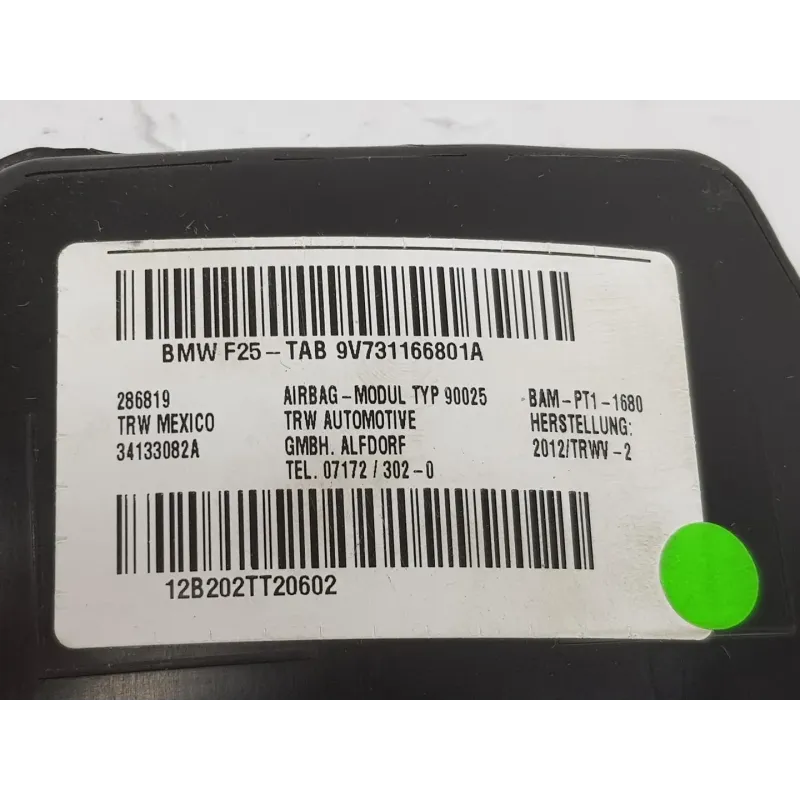 BMW F25-TAB 9V731166801A
286819 AIRBAG-MODUL TYP 90025 BAM-PT1-1680
TRW MEXICO TRW AUTOMOTIVE HERSTELLUNG:
34133082A GMBH. ALFDORF 2012/TRWV-2
TEL. 07172/302-0
12B202TT20602